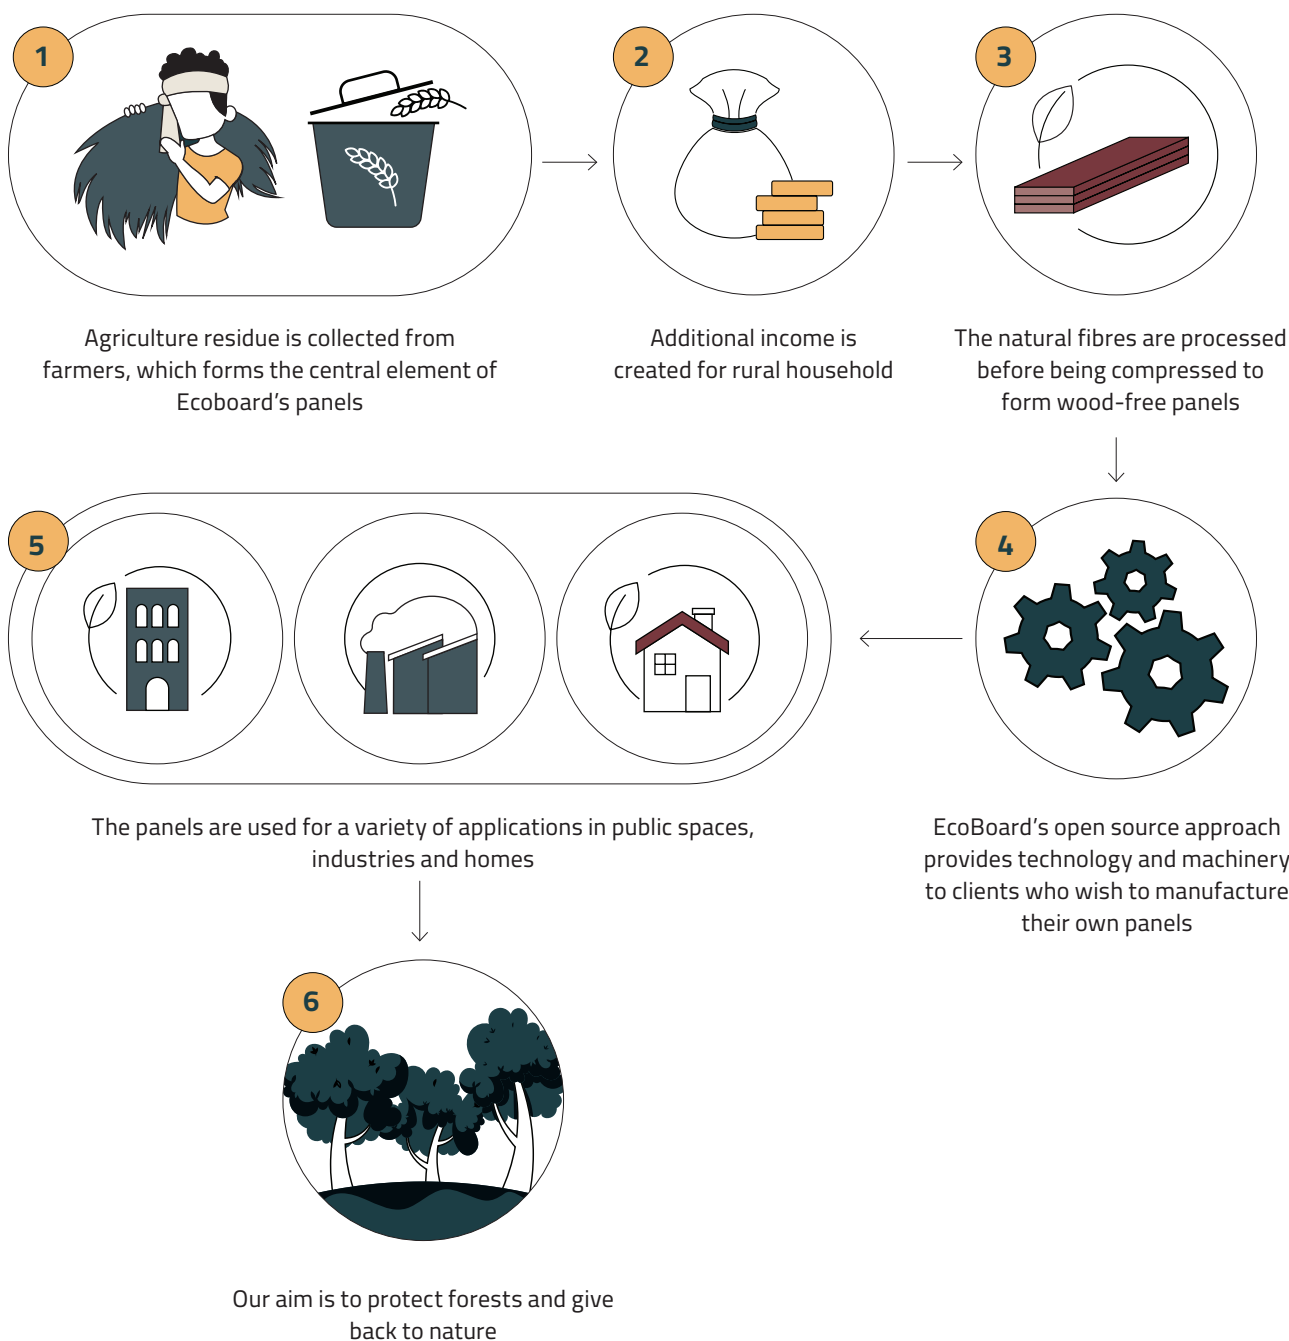 1
Agriculture residue is collected from
farmers, which forms the central element of
Ecoboard's panels
2
Additional income is
created for rural household
3
The natural fibres are processed
before being compressed to
form wood-free panels
4
EcoBoard's open source approach
provides technology and machinery
to clients who wish to manufacture
their own panels
5
The panels are used for a variety of applications in public spaces,
industries and homes
6
Our aim is to protect forests and give
back to nature